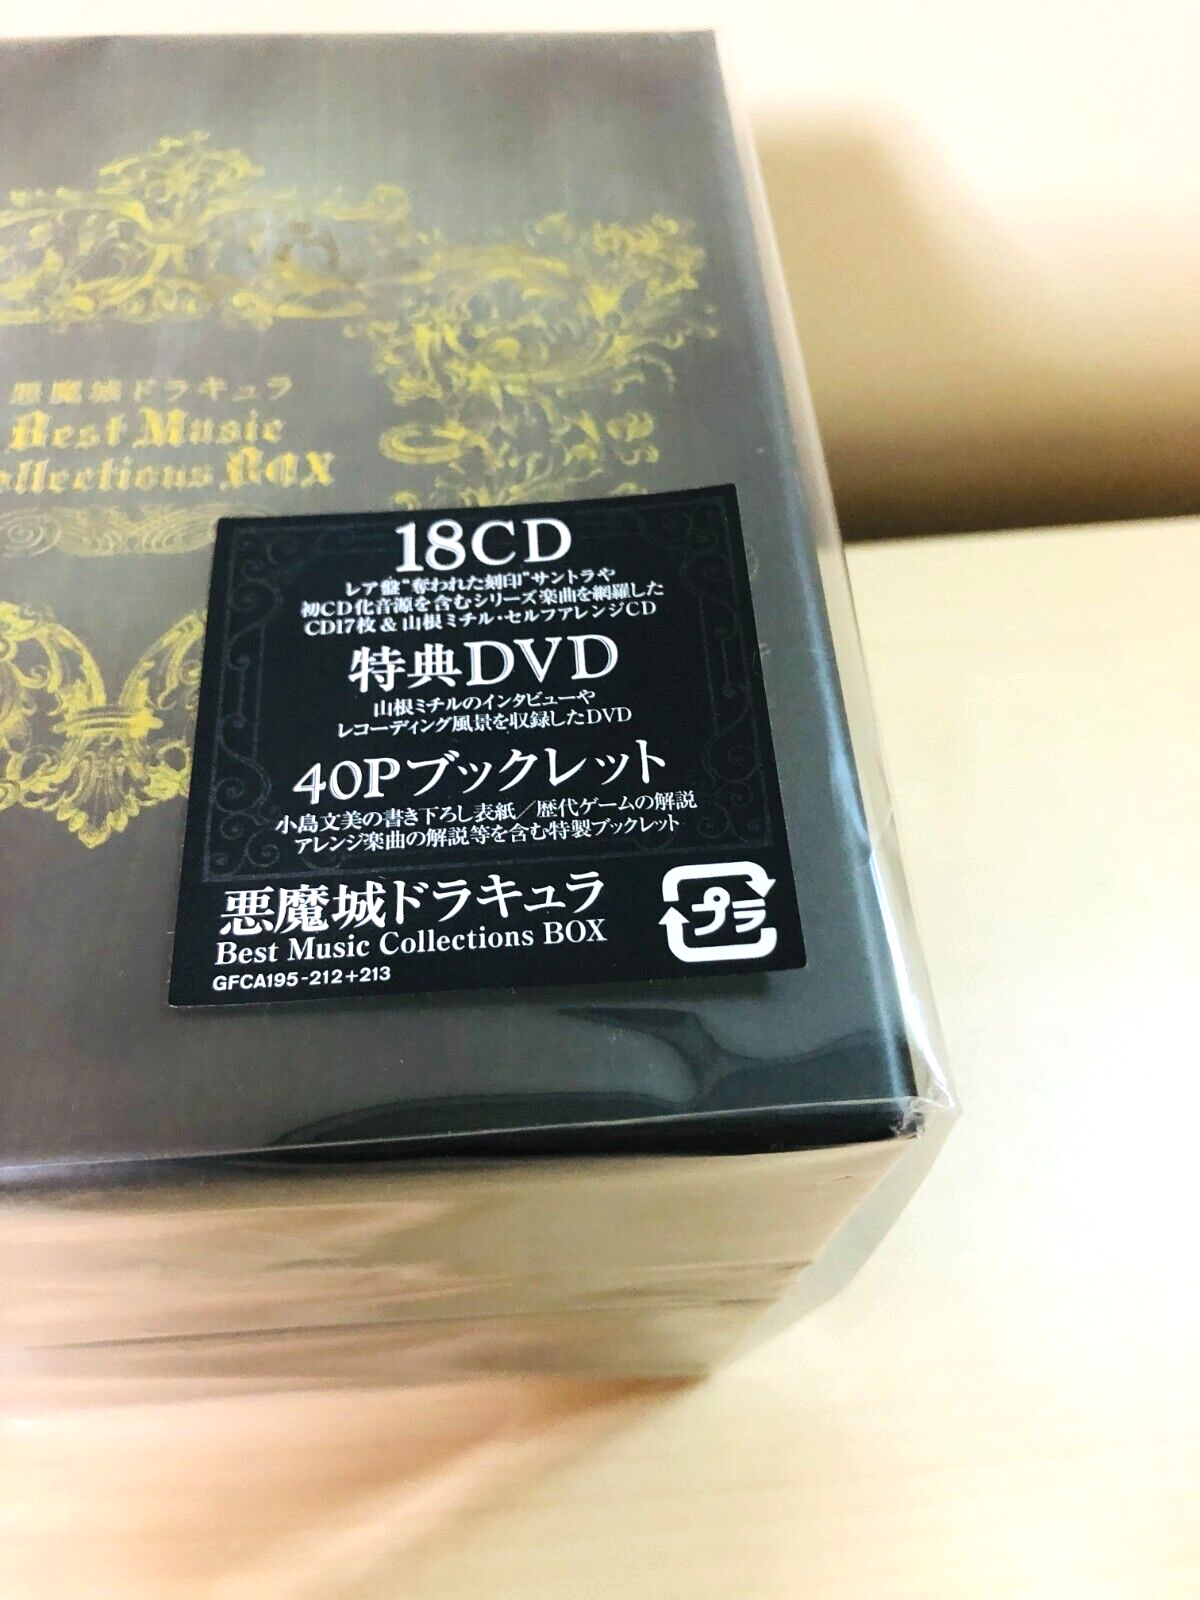 悪魔城ドラキュラ
Best Music
ollections BOX
18CD
レア盤"奪われた刻印"サントラや
初CD化音源を含むシリーズ楽曲を網羅した
CD17枚 & 山根ミチル・セルフアレンジCD
特典DVD
山根ミチルのインタビューや
レコーディング風景を収録したDVD
40Pブックレット
小島文美の書き下ろし表紙／歴代ゲームの解説
アレンジ楽曲の解説等を含む特製ブックレット
悪魔城ドラキュラ
Best Music Collections BOX
GFCA195-212+213
プラ